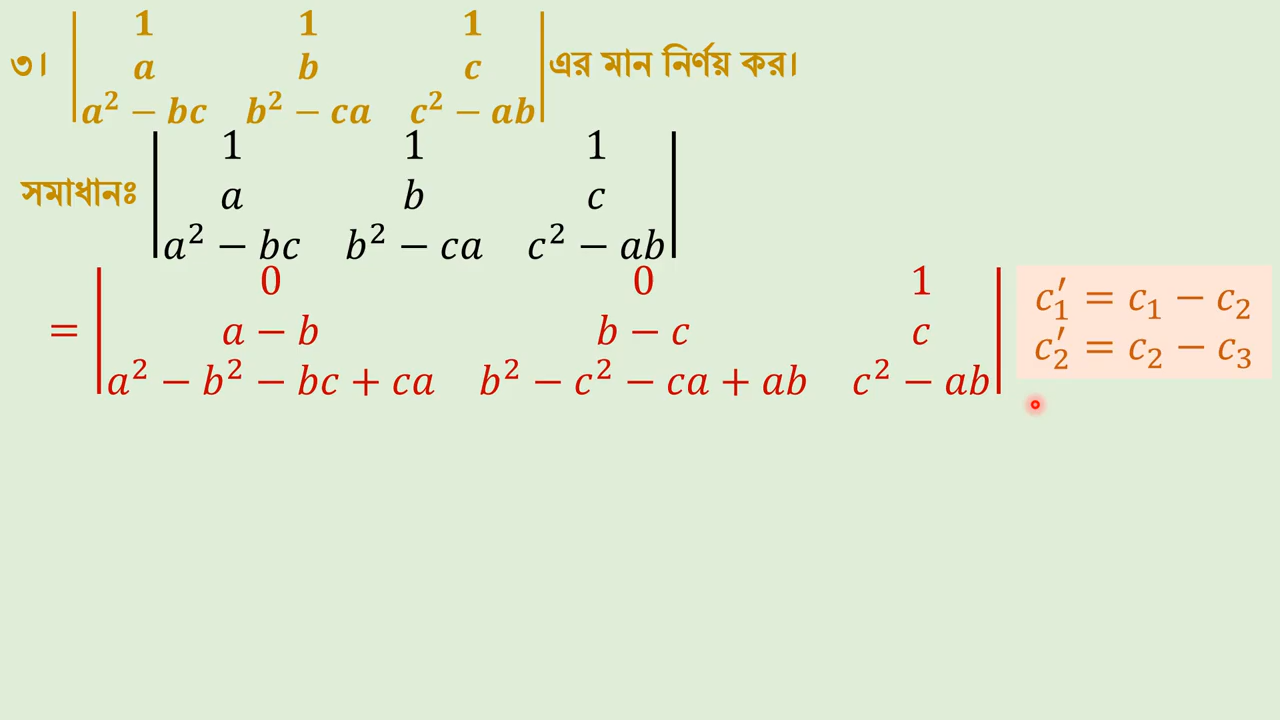 ৩। | 1 1 1 |
| a b c | এর মান নির্ণয় কর।
| a² − bc b² − ca c² − ab |
| 1 1 1 |
সমাধানঃ | a b c |
| a² − bc b² − ca c² − ab |
| 0 0 1 |
= | a − b b − c c |
| a² − b² − bc + ca b² − c² − ca + ab c² − ab |
c₁′ = c₁ − c₂
c₂′ = c₂ − c₃